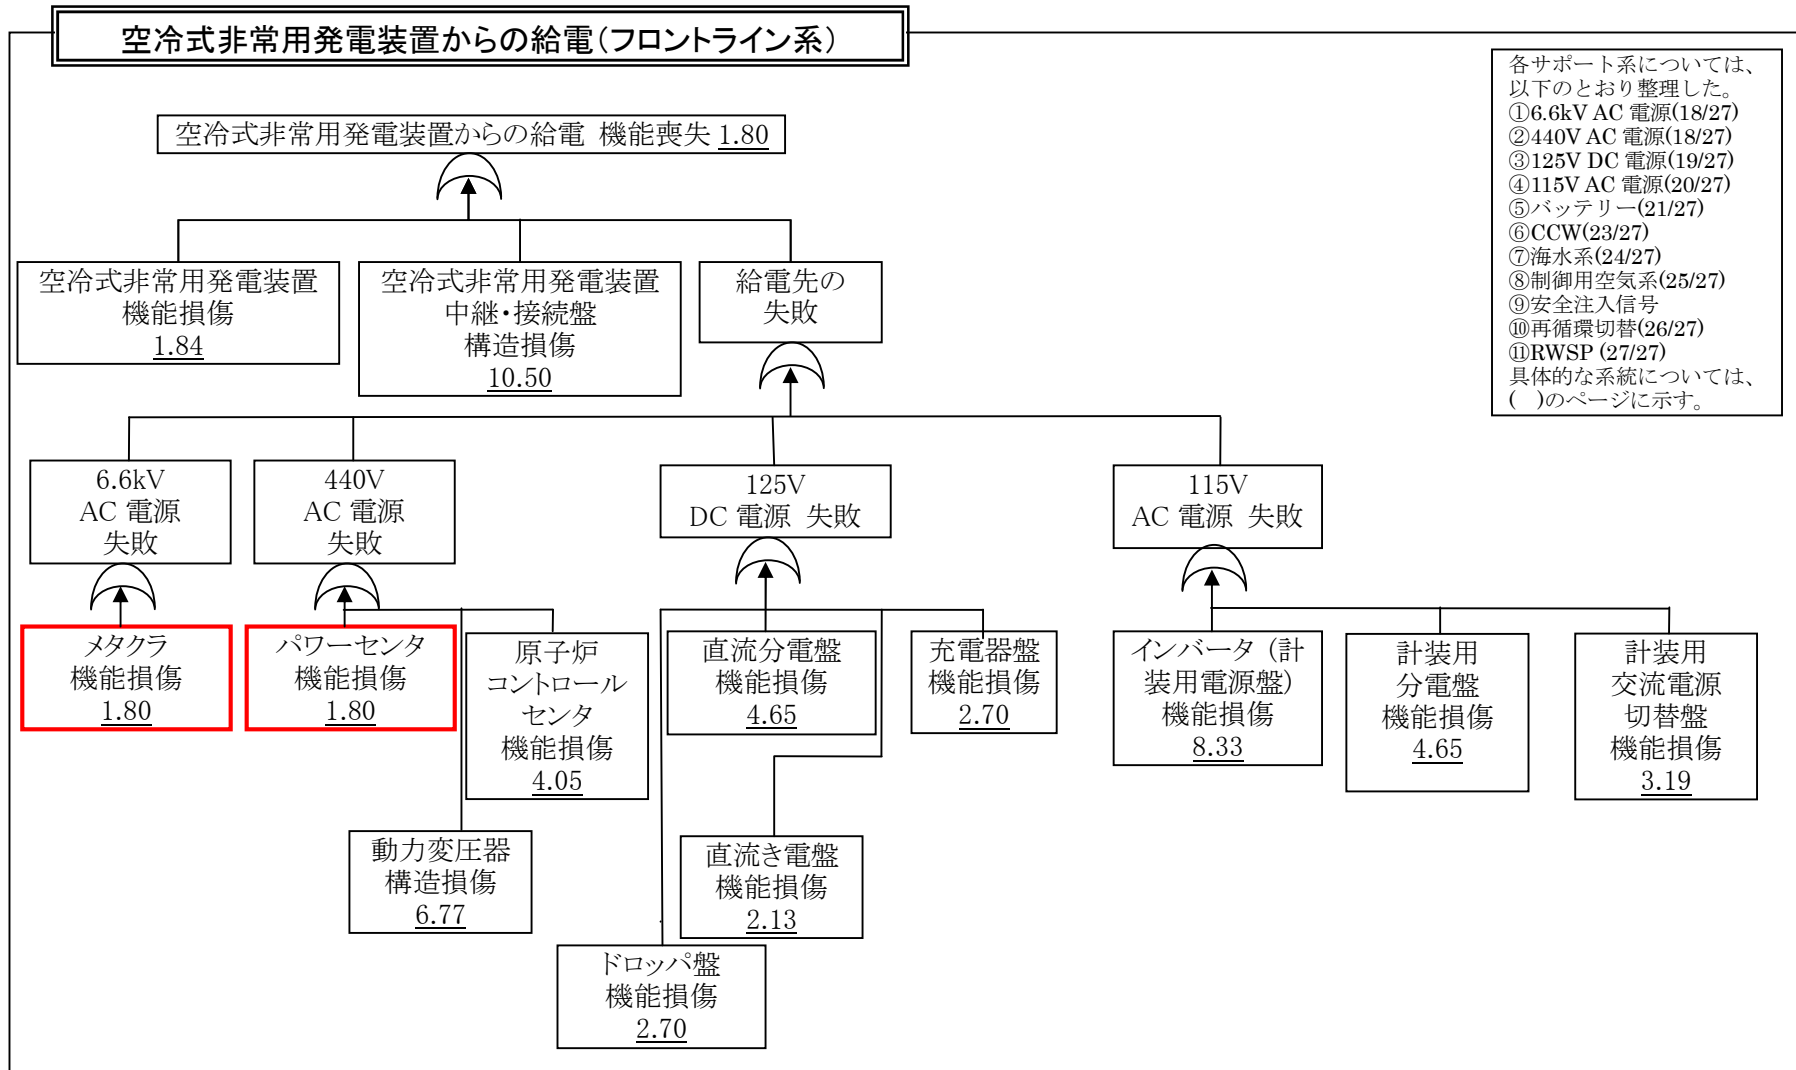 空冷式非常用発電装置からの給電（フロントライン系）
各サポート系については、
以下のとおり整理した。
①6.6kV AC 電源(18/27)
②440V AC 電源(18/27)
③125V DC 電源(19/27)
④115V AC 電源(20/27)
⑤バッテリー(21/27)
⑥CCW(23/27)
⑦海水系(24/27)
⑧制御用空気系(25/27)
⑨安全注入信号
⑩再循環切替(26/27)
⑪RWSP (27/27)
具体的な系統については、
(　)のページに示す。
空冷式非常用発電装置からの給電 機能喪失 1.80
空冷式非常用発電装置
機能損傷
1.84
空冷式非常用発電装置
中継・接続盤
構造損傷
10.50
給電先の
失敗
6.6kV
AC 電源
失敗
440V
AC 電源
失敗
125V
DC 電源 失敗
115V
AC 電源 失敗
メタクラ
機能損傷
1.80
パワーセンタ
機能損傷
1.80
原子炉
コントロール
センタ
機能損傷
4.05
直流分電盤
機能損傷
4.65
充電器盤
機能損傷
2.70
インバータ（計
装用電源盤）
機能損傷
8.33
計装用
分電盤
機能損傷
4.65
計装用
交流電源
切替盤
機能損傷
3.19
動力変圧器
構造損傷
6.77
直流き電盤
機能損傷
2.13
ドロッパ盤
機能損傷
2.70